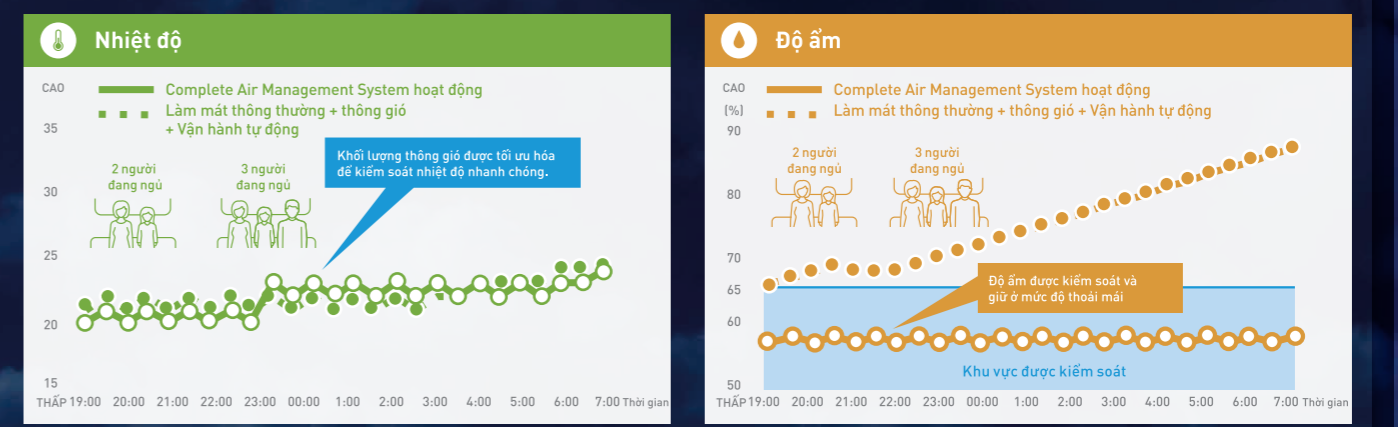 Nhiệt độ
CAO
Complete Air Management System hoạt động
Làm mát thông thường + thông gió
+ Vận hành tự động
35
Khối lượng thông gió được tối ưu hóa
để kiểm soát nhiệt độ nhanh chóng.
2 người
đang ngủ
3 người
đang ngủ
30
25
20
15
THẤP 19:00 20:00 21:00 22:00 23:00 00:00 1:00 2:00 3:00 4:00 5:00 6:00 7:00 Thời gian
Độ ẩm
CAO
(%)
Complete Air Management System hoạt động
Làm mát thông thường + thông gió + Vận hành tự động
90
2 người
đang ngủ
3 người
đang ngủ
80
70
65
Độ ẩm được kiểm soát và
giữ ở mức độ thoải mái
60
Khu vực được kiểm soát
50
THẤP 19:00 20:00 21:00 22:00 23:00 00:00 1:00 2:00 3:00 4:00 5:00 6:00 7:00 Thời gian